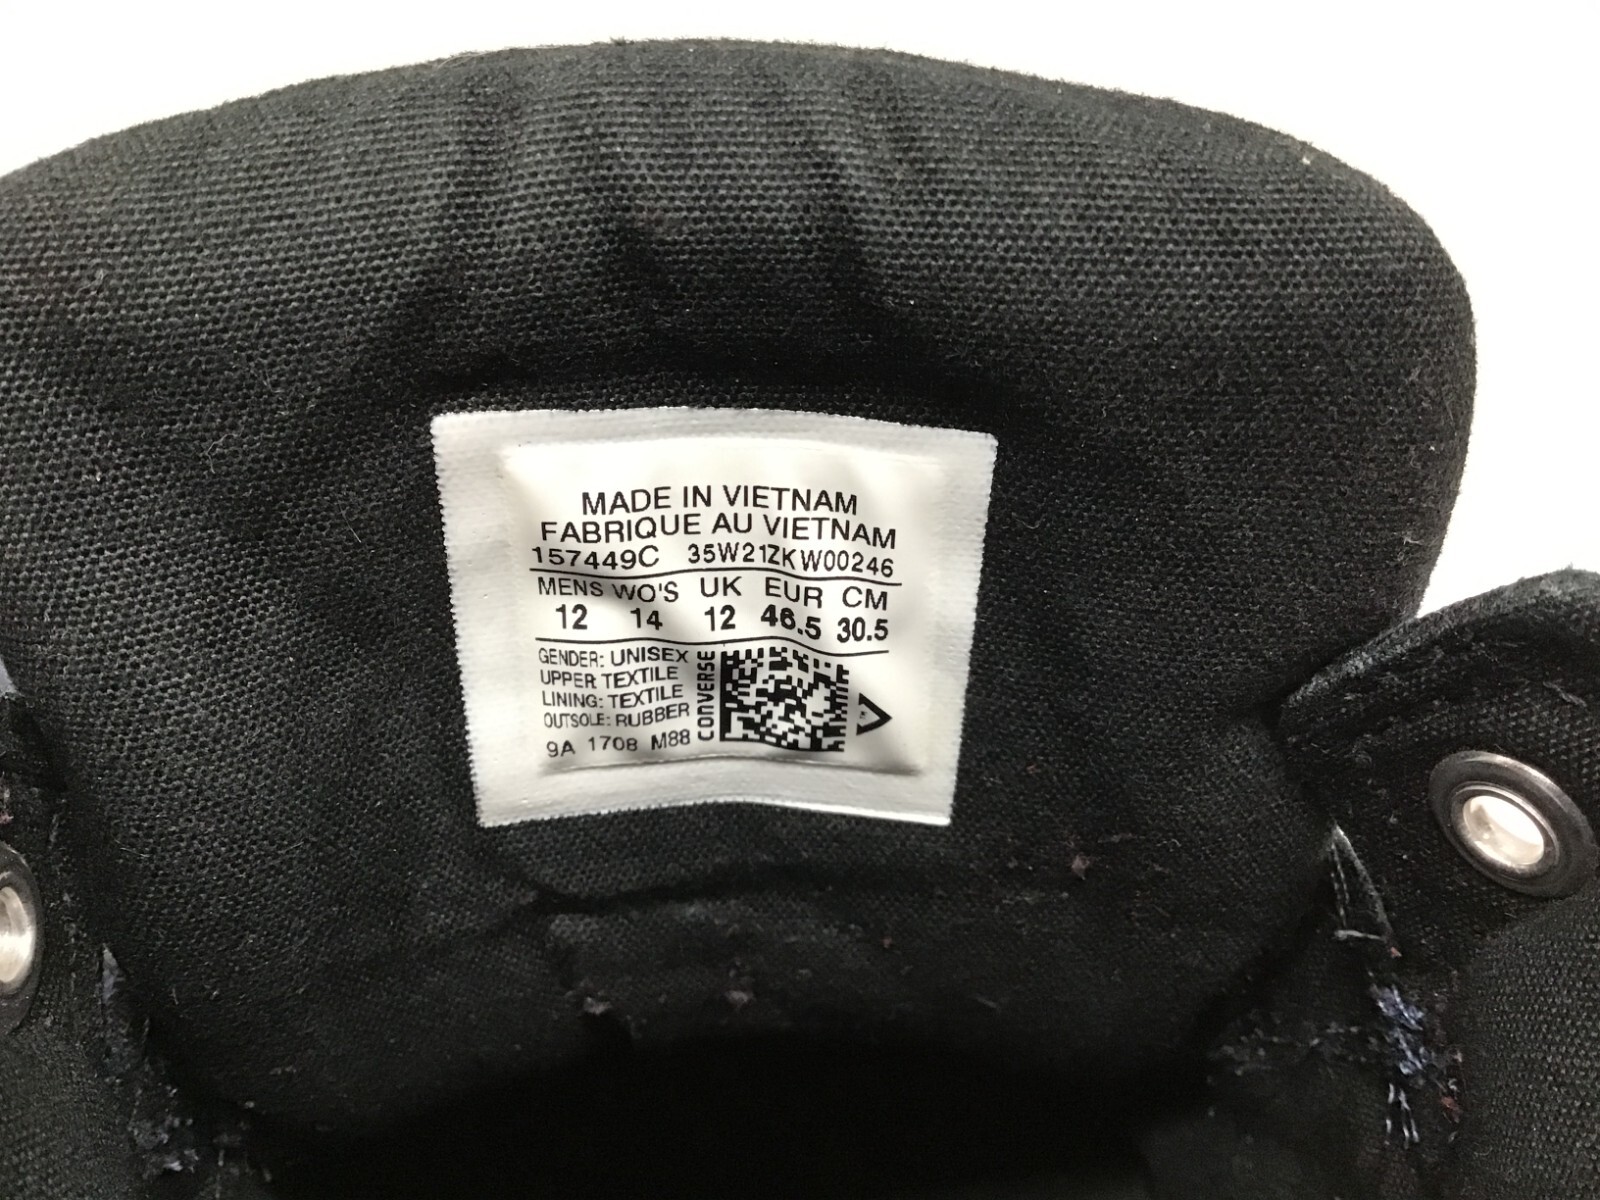 MADE IN VIETNAM
FABRIQUE AU VIETNAM
157449C 35W21ZKW00246
MENS WO'S UK EUR CM
12 14 12 46.5 30.5
GENDER: UNISEX
UPPER: TEXTILE
LINING: TEXTILE
OUTSOLE: RUBBER
9A 1708 M88
CONVERSE